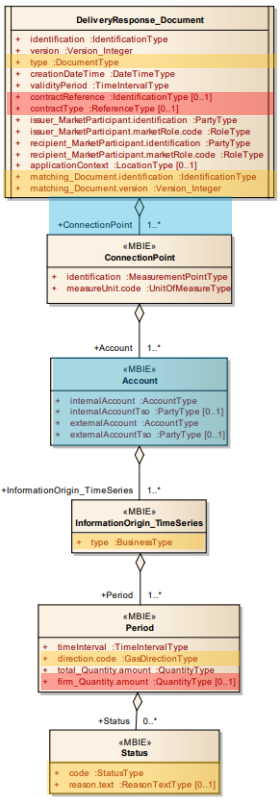 DeliveryResponse_Document
+ identification :IdentificationType
+ version :Version_Integer
+ type :DocumentType
+ creationDateTime :DateTimeType
+ validityPeriod :TimeIntervalType
+ contractReference :IdentificationType [0..1]
+ contractType :ReferenceType [0..1]
+ issuer_MarketParticipant.identification :PartyType
+ issuer_MarketParticipant.marketRole.code :RoleType
+ recipient_MarketParticipant.identification :PartyType
+ recipient_MarketParticipant.marketRole.code :RoleType
+ applicationContext :LocationType [0..1]
+ matching_Document.identification :IdentificationType
+ matching_Document.version :Version_Integer
+ConnectionPoint 1..*
«MBIE»
ConnectionPoint
+ identification :MeasurementPointType
+ measureUnit.code :UnitOfMeasureType
+Account 1..*
«MBIE»
Account
+ internalAccount :AccountType
+ internalAccountTso :PartyType [0..1]
+ externalAccount :AccountType
+ externalAccountTso :PartyType [0..1]
+InformationOrigin_TimeSeries 1..*
«MBIE»
InformationOrigin_TimeSeries
+ type :BusinessType
+Period 1..*
«MBIE»
Period
+ timeInterval :TimeIntervalType
+ direction.code :GasDirectionType
+ total_Quantity.amount :QuantityType
+ firm_Quantity.amount :QuantityType [0..1]
+Status 0..*
«MBIE»
Status
+ code :StatusType
+ reason.text :ReasonTextType [0..1]